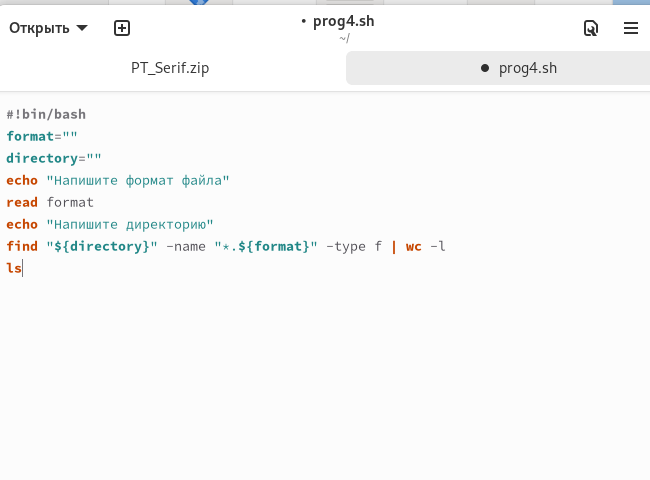 Открыть
• prog4.sh
~/
PT_Serif.zip
● prog4.sh
#!bin/bash
format=""
directory=""
echo "Напишите формат файла"
read format
echo "Напишите директорию"
find "${directory}" -name "*.${format}" -type f | wc -l
ls